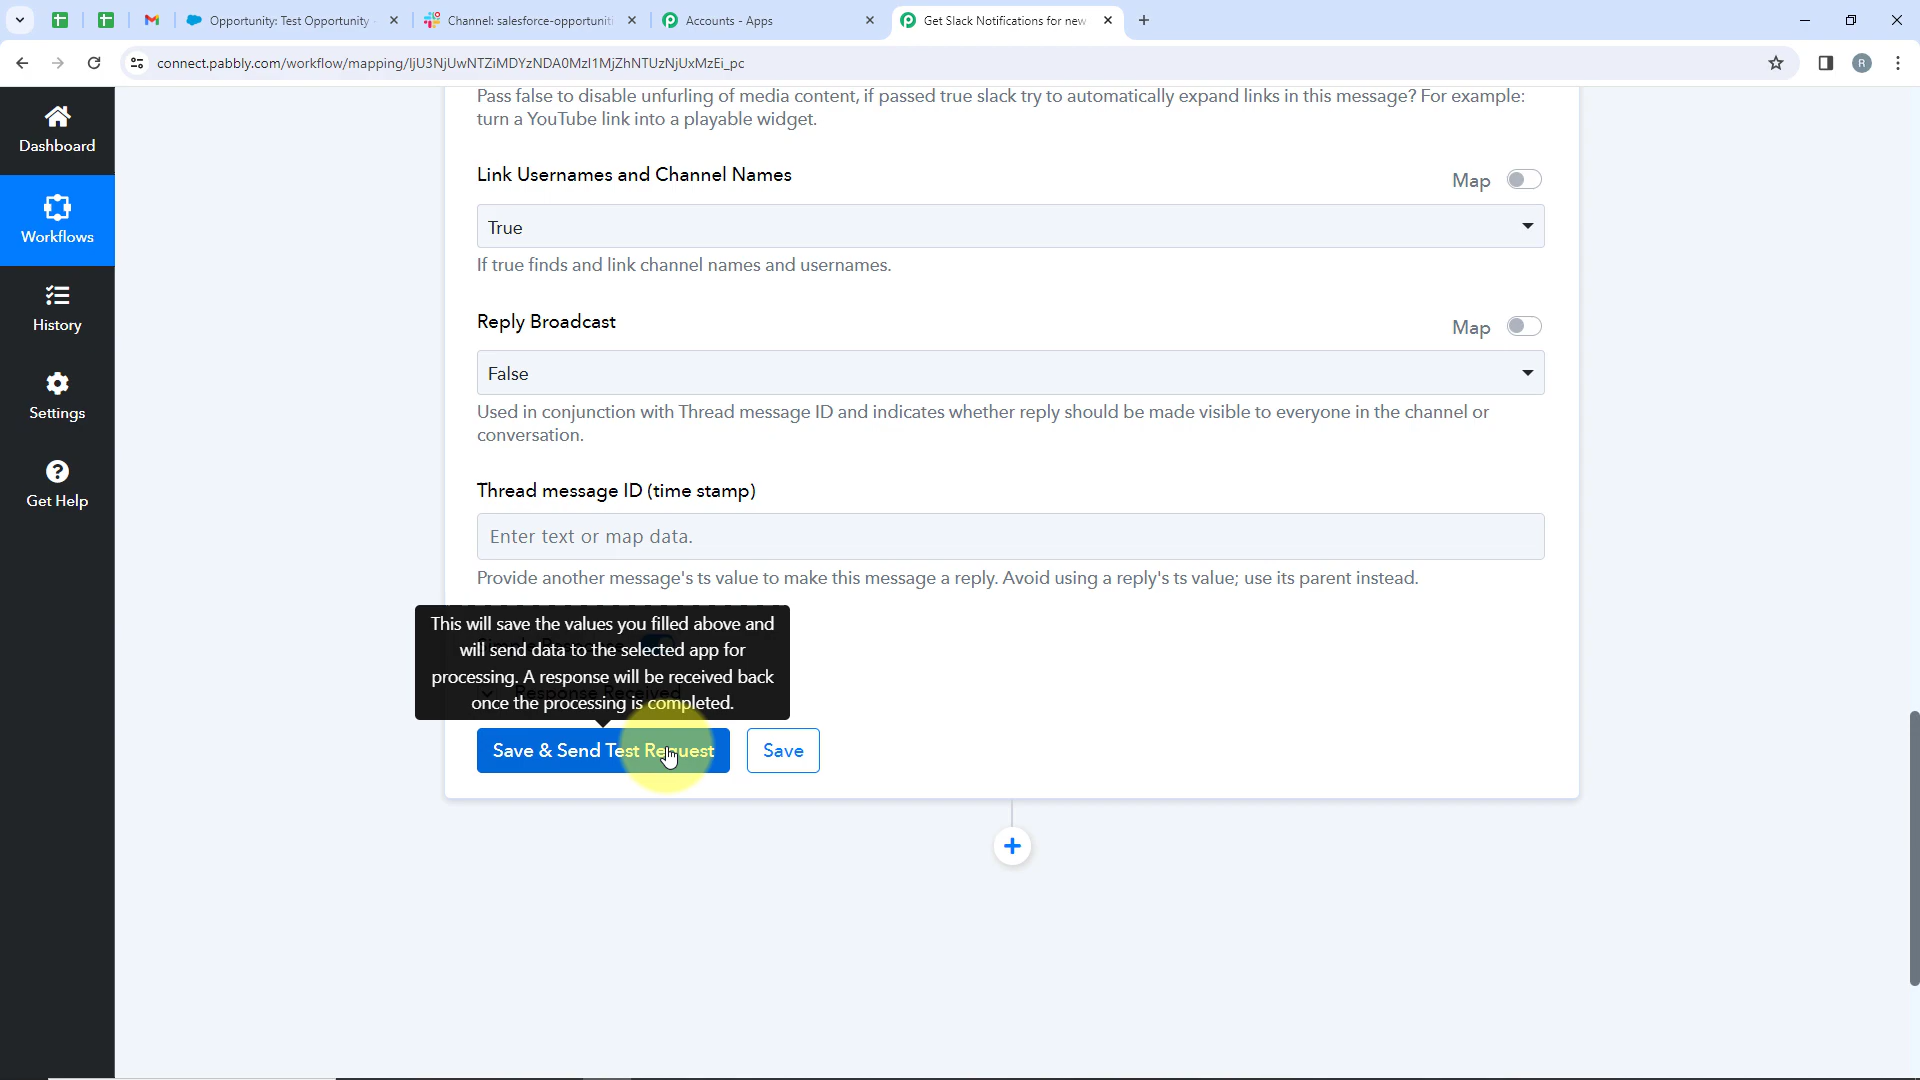 Opportunity: Test Opportunity
Channel: salesforce-opportuniti
Accounts - Apps
Get Slack Notifications for new
connect.pabbly.com/workflow/mapping/IjU3NjUwNTZiMDYzNDA0MzI1MjZhNTUzNjUxMzEi_pc
R
Dashboard
Workflows
History
Settings
Get Help
Pass false to disable unfurling of media content, if passed true slack try to automatically expand links in this message? For example:
turn a YouTube link into a playable widget.
Link Usernames and Channel Names
Map
True
If true finds and link channel names and usernames.
Reply Broadcast
Map
False
Used in conjunction with Thread message ID and indicates whether reply should be made visible to everyone in the channel or
conversation.
Thread message ID (time stamp)
Enter text or map data.
Provide another message's ts value to make this message a reply. Avoid using a reply's ts value; use its parent instead.
This will save the values you filled above and
will send data to the selected app for
processing. A response will be received back
once the processing is completed.
Response Received
Save & Send Test Request
Save